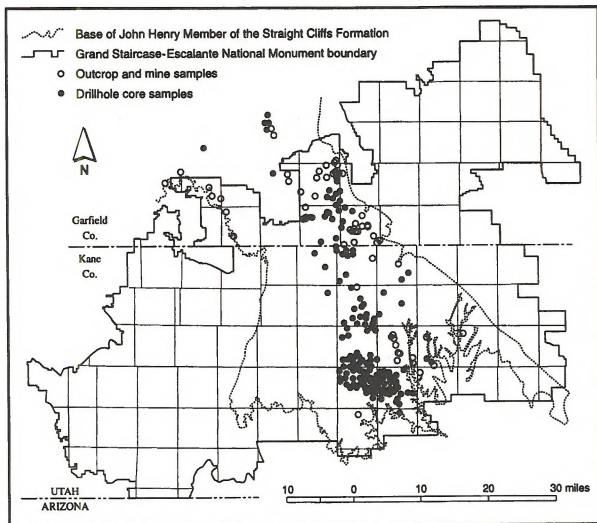 Base of John Henry Member of the Straight Cliffs Formation
Grand Staircase-Escalante National Monument boundary
Outcrop and mine samples
Drillhole core samples
N
Garfield
Co.
Kane
Co.
UTAH
ARIZONA
10 0 10 20 30 miles